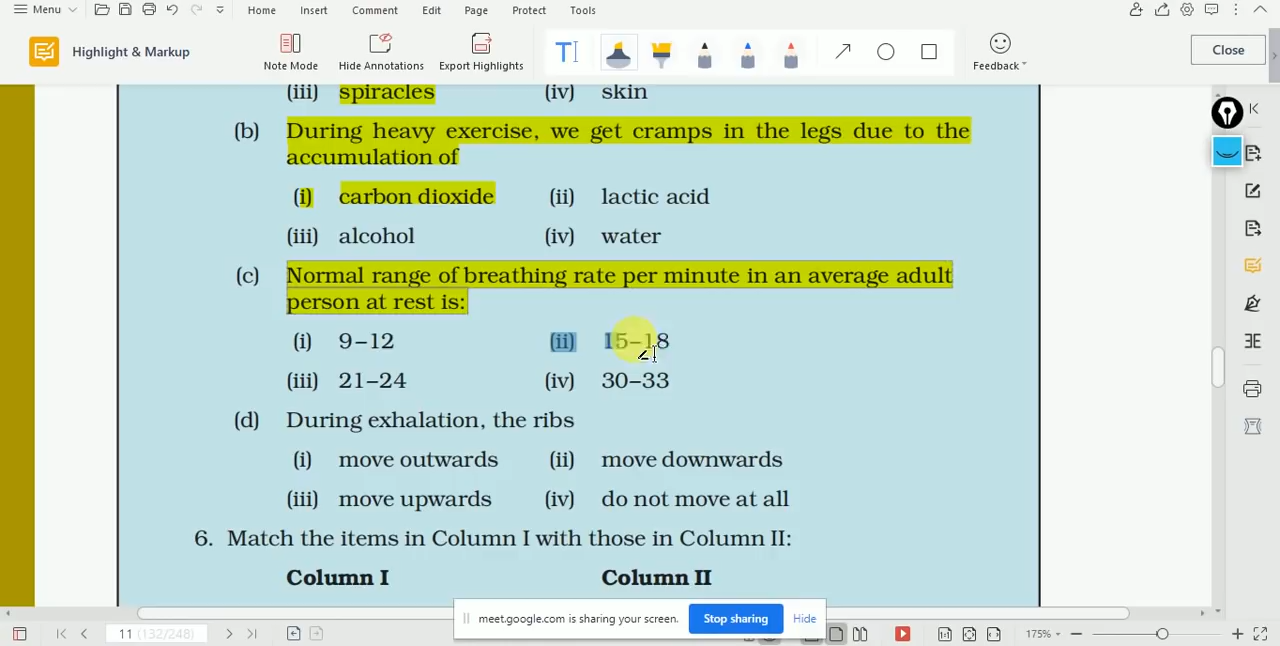 Menu
Home Insert Comment Edit Page Protect Tools
Highlight & Markup
Note Mode Hide Annotations Export Highlights
T
Feedback
Close
(iii) spiracles (iv) skin
(b) During heavy exercise, we get cramps in the legs due to the
accumulation of
(i) carbon dioxide (ii) lactic acid
(iii) alcohol (iv) water
(c) Normal range of breathing rate per minute in an average adult
person at rest is:
(i) 9–12 (ii) 15–18
(iii) 21–24 (iv) 30–33
(d) During exhalation, the ribs
(i) move outwards (ii) move downwards
(iii) move upwards (iv) do not move at all
6. Match the items in Column I with those in Column II:
Column I Column II
meet.google.com is sharing your screen. Stop sharing Hide
11 (132/248) 175%